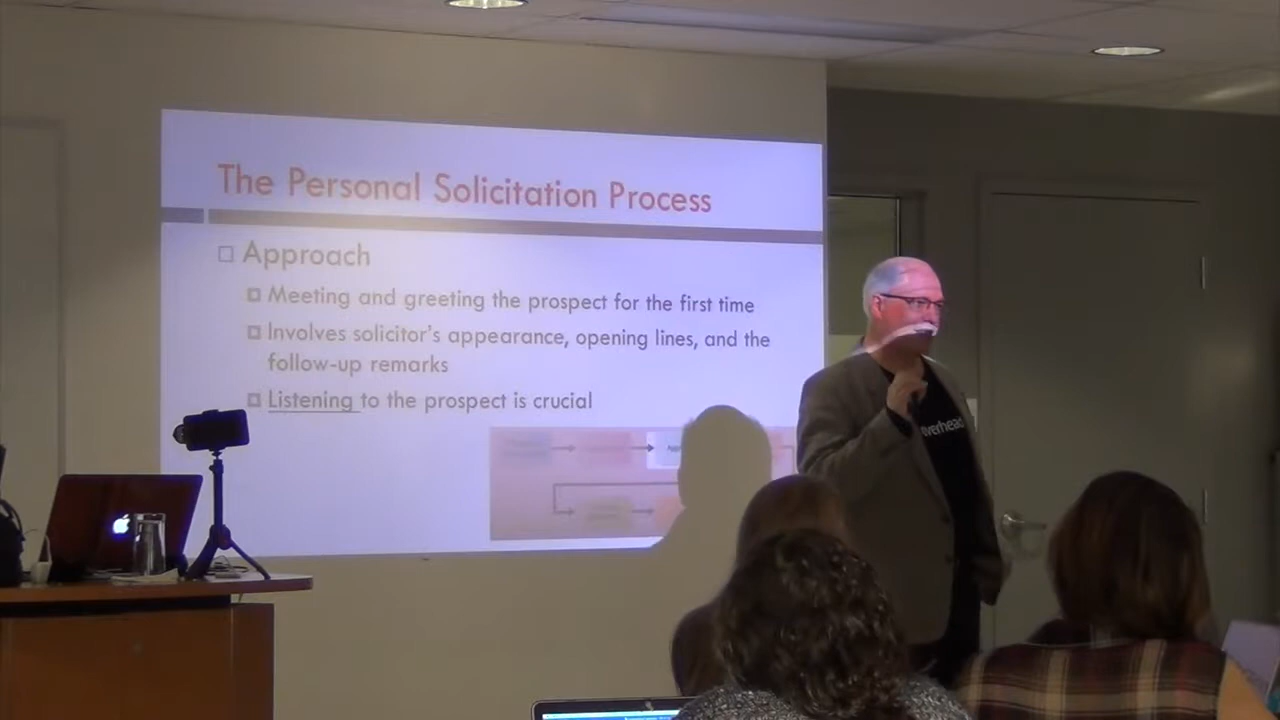 The Personal Solicitation Process
Approach
Meeting and greeting the prospect for the first time
Involves solicitor's appearance, opening lines, and the
follow-up remarks
Listening to the prospect is crucial